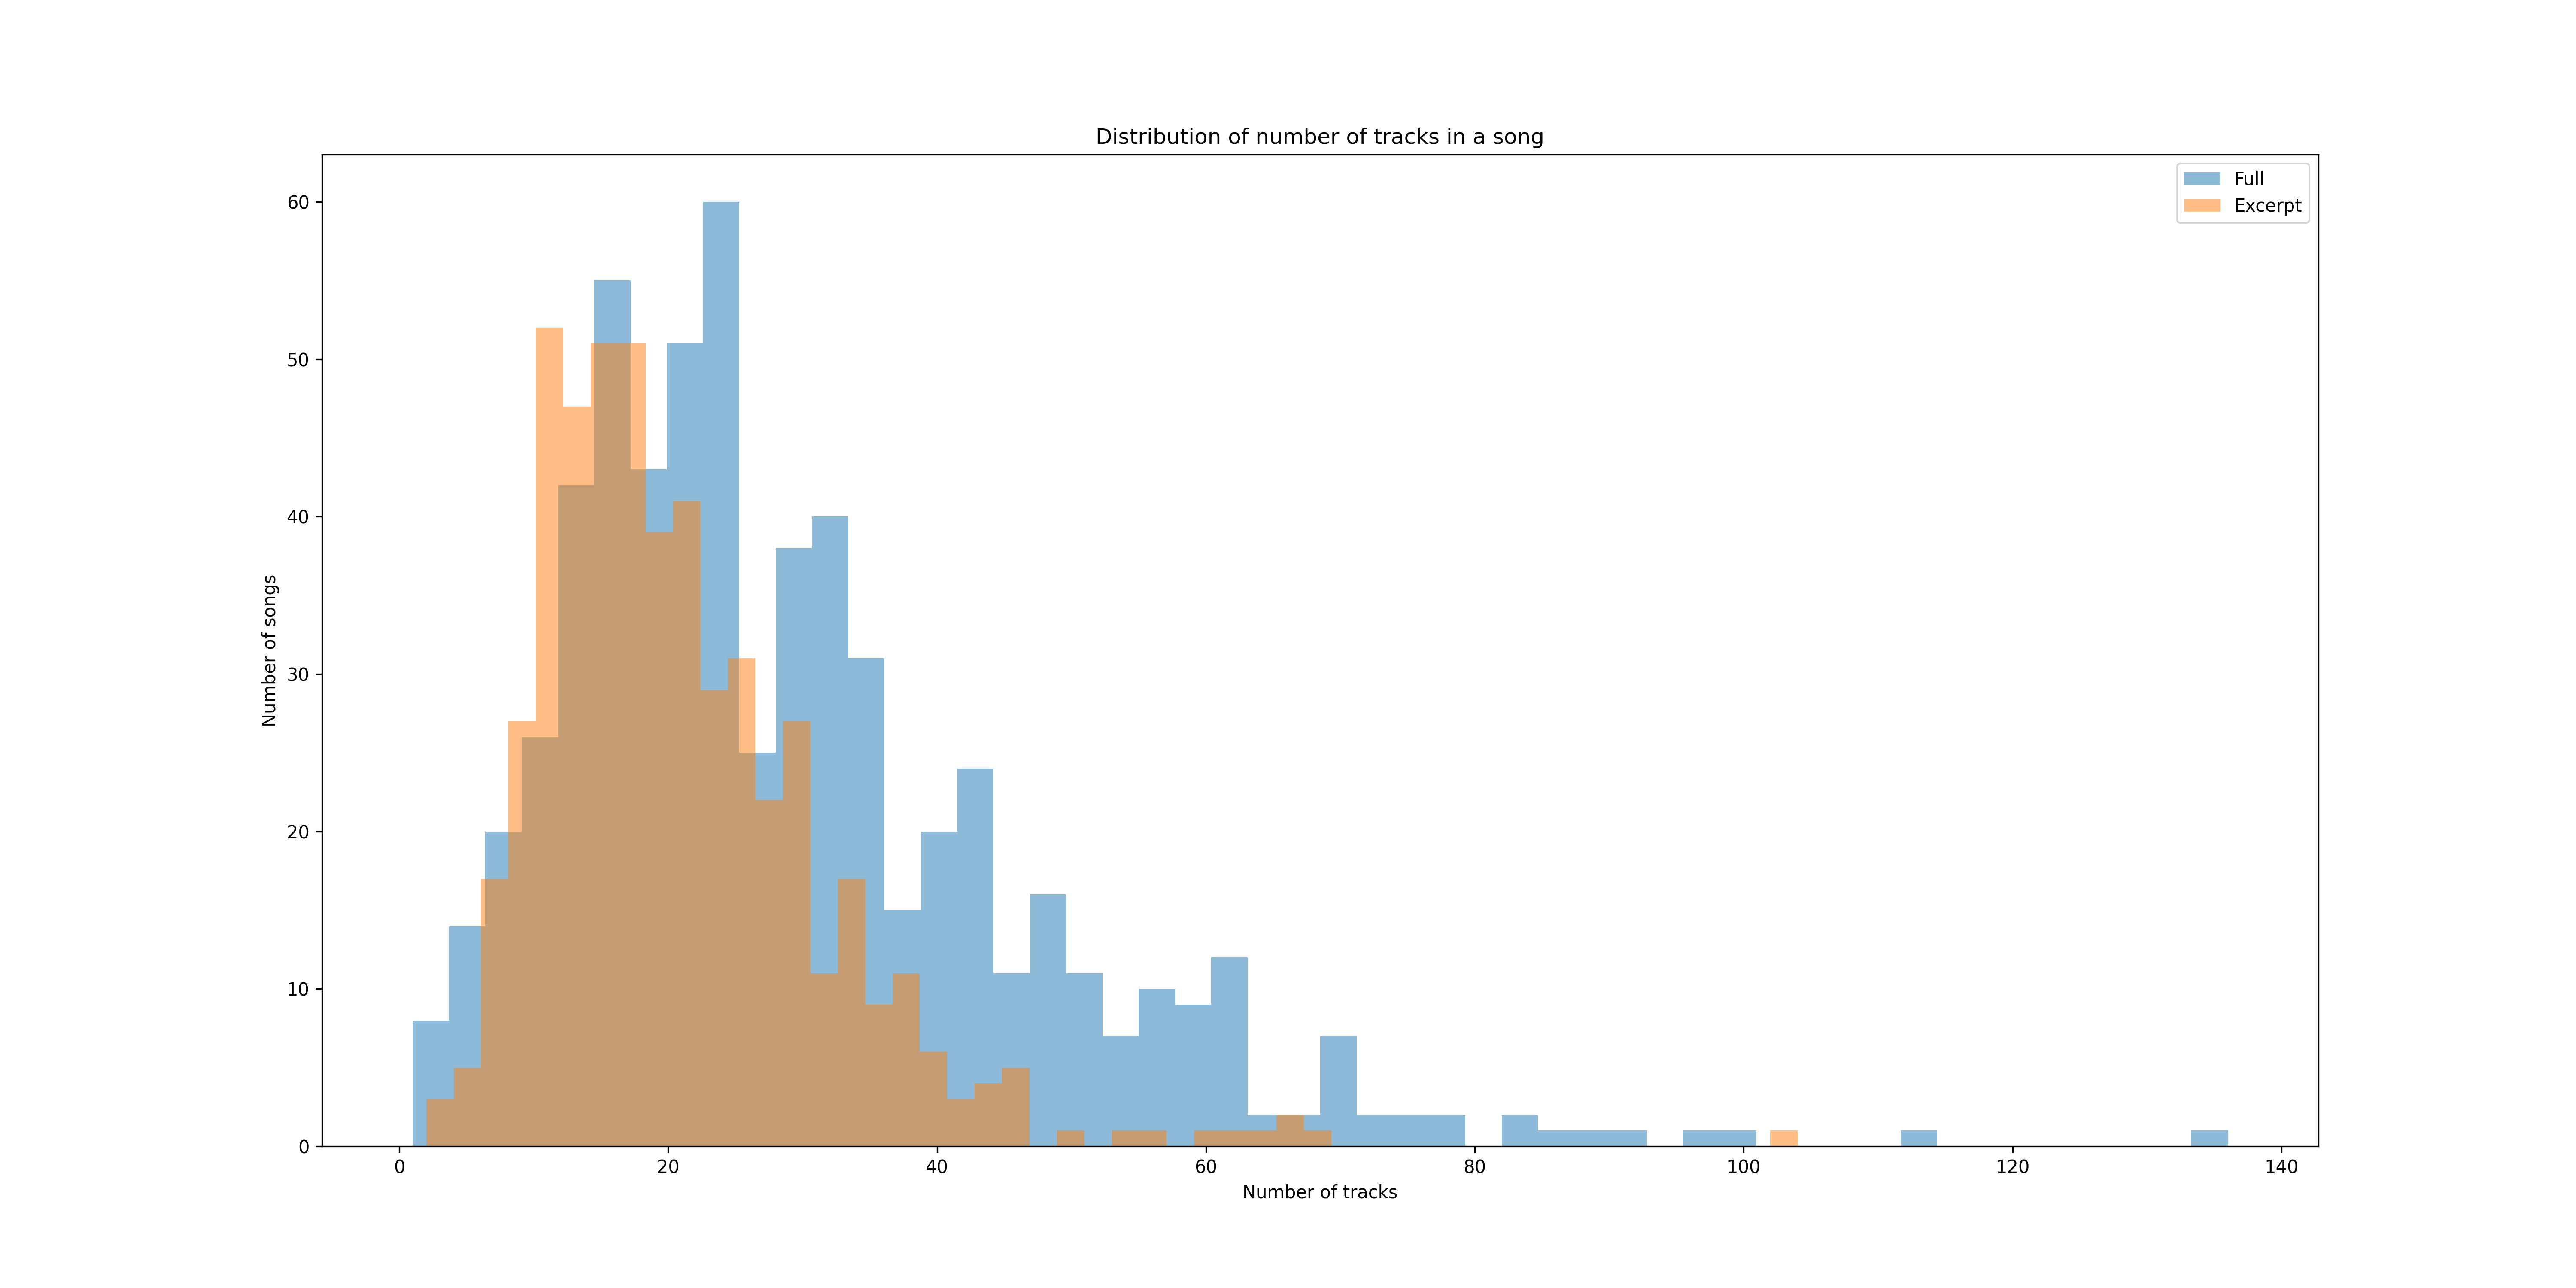 Distribution of number of tracks in a song
Full
Excerpt
60
50
40
30
20
10
0
Number of songs
0 20 40 60 80 100 120 140
Number of tracks